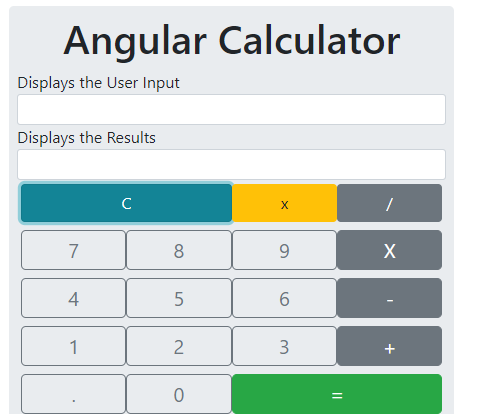 Angular Calculator
Displays the User Input
Displays the Results
C x /
7 8 9 X
4 5 6 -
1 2 3 +
. 0 =